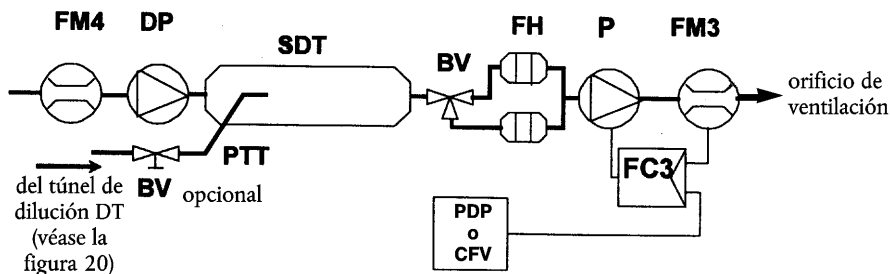 FM4
DP
SDT
BV
FH
P
FM3
orificio de
ventilación
PTT
FC3
BV
opcional
del túnel de
dilución DT
(véase la
figura 20)
PDP
o
CFV